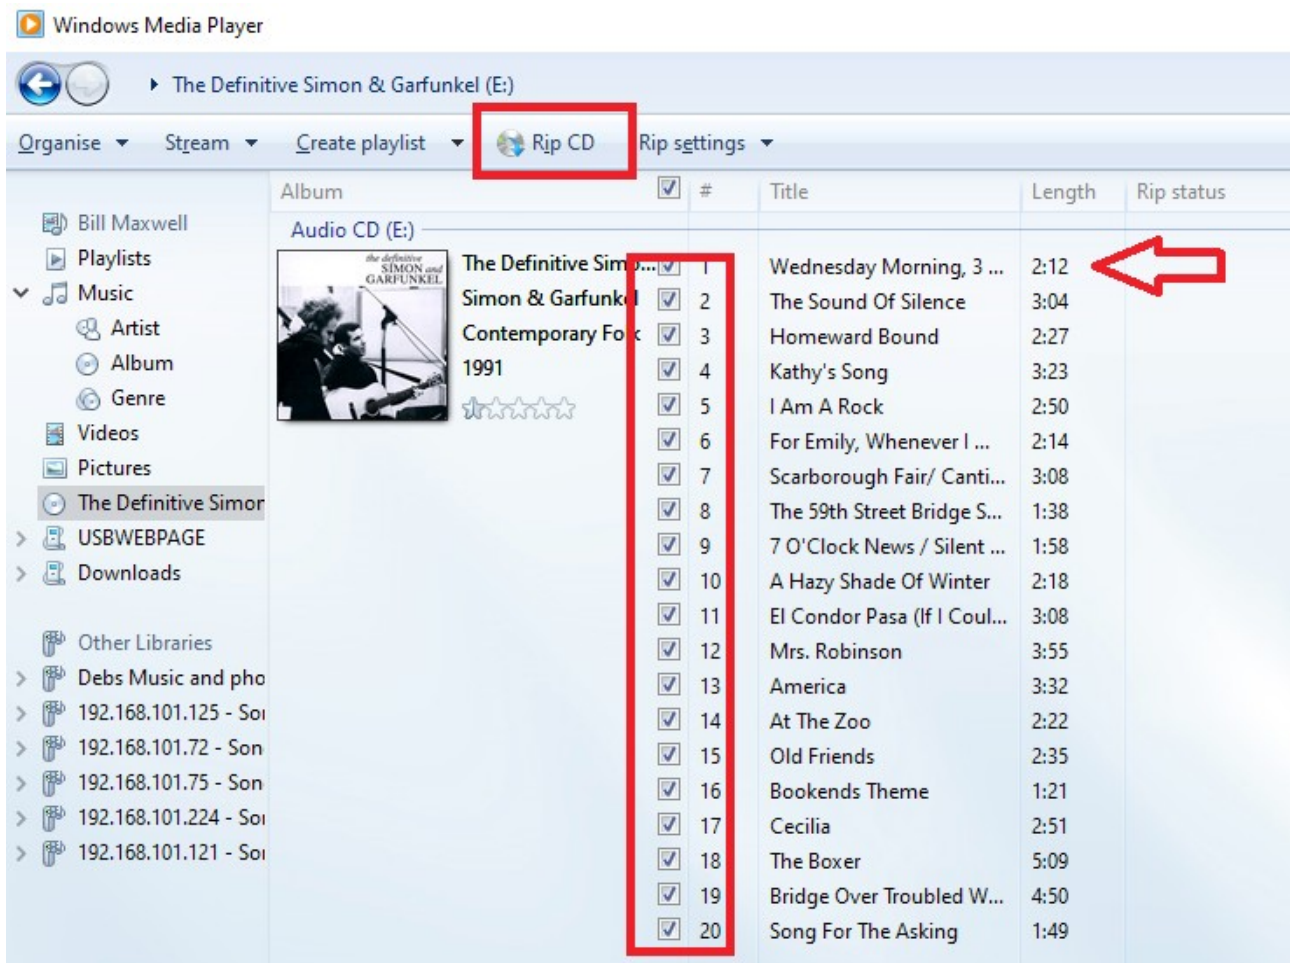 Windows Media Player
The Definitive Simon & Garfunkel (E:)
Organise Stream Create playlist Rip CD Rip settings
Album # Title Length Rip status
Bill Maxwell
Playlists
Music
Artist
Album
Genre
Videos
Pictures
The Definitive Simon
USBWEBPAGE
Downloads
Other Libraries
Debs Music and pho
192.168.101.125 - Son
192.168.101.72 - Son
192.168.101.75 - Son
192.168.101.224 - Son
192.168.101.121 - Son
Audio CD (E:)
the definitive
SIMON and
GARFUNKEL
The Definitive Simo...
Simon & Garfunkel
Contemporary Folk
1991
1 Wednesday Morning, 3 ... 2:12
2 The Sound Of Silence 3:04
3 Homeward Bound 2:27
4 Kathy's Song 3:23
5 I Am A Rock 2:50
6 For Emily, Whenever I ... 2:14
7 Scarborough Fair/ Canti... 3:08
8 The 59th Street Bridge S... 1:38
9 7 O'Clock News / Silent ... 1:58
10 A Hazy Shade Of Winter 2:18
11 El Condor Pasa (If I Coul... 3:08
12 Mrs. Robinson 3:55
13 America 3:32
14 At The Zoo 2:22
15 Old Friends 2:35
16 Bookends Theme 1:21
17 Cecilia 2:51
18 The Boxer 5:09
19 Bridge Over Troubled W... 4:50
20 Song For The Asking 1:49